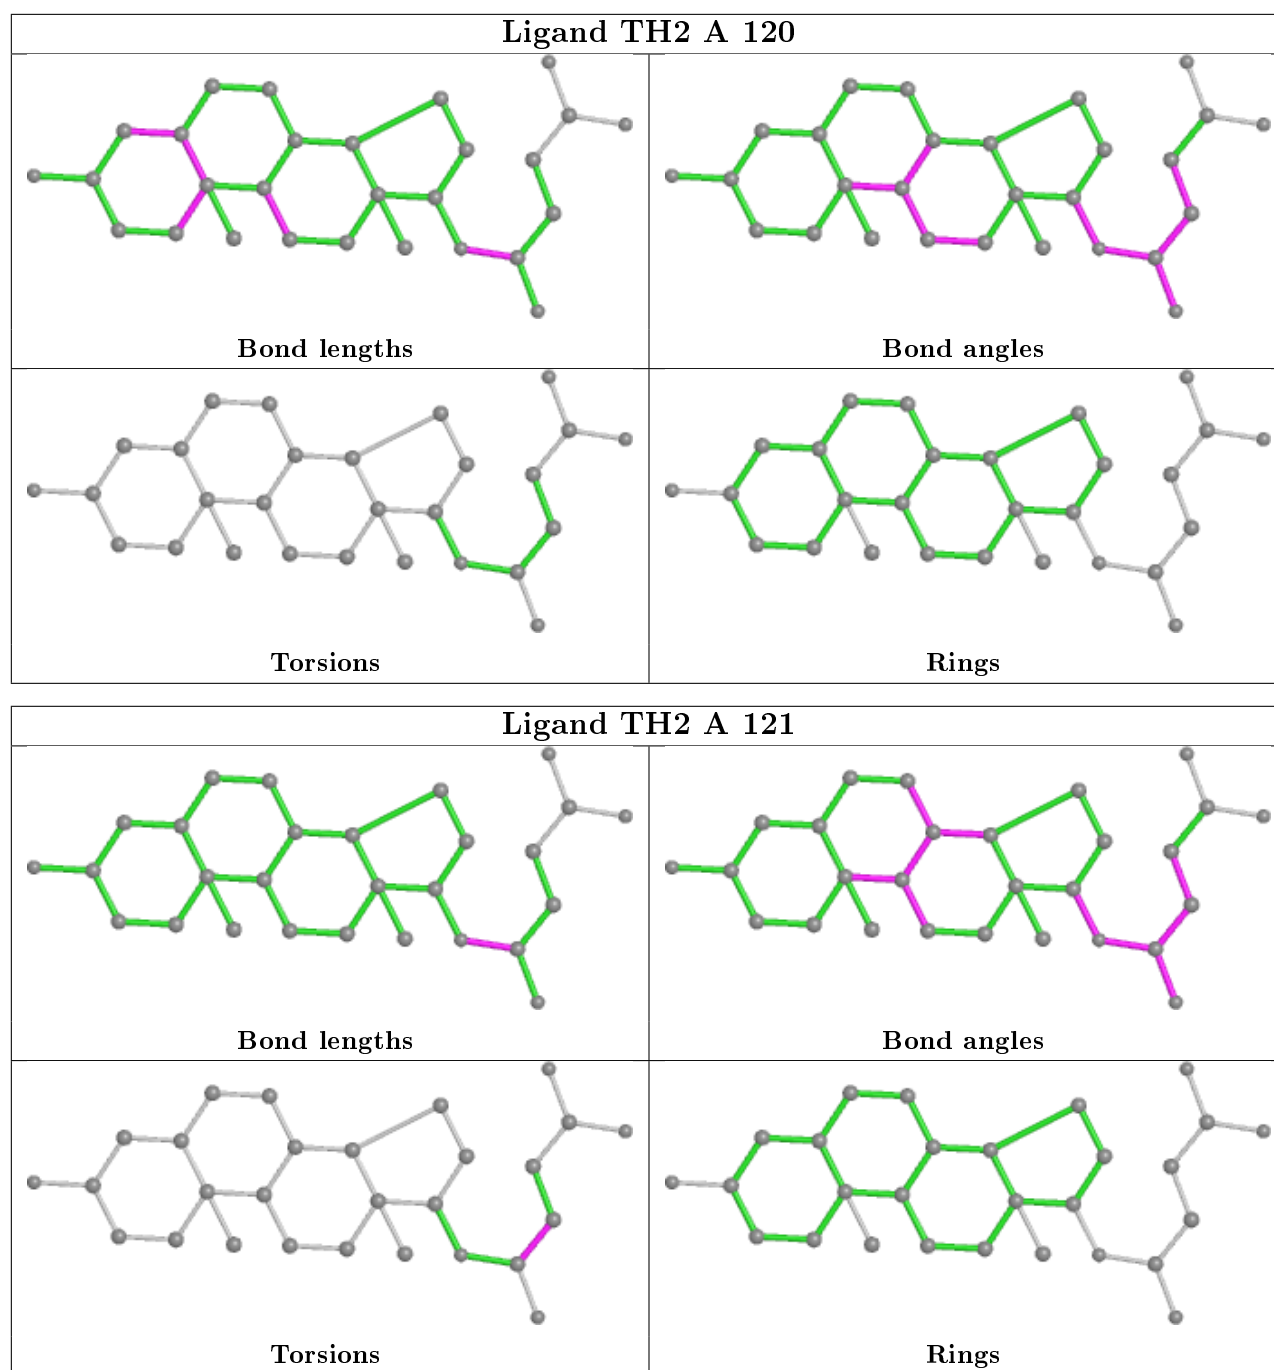 Ligand TH2 A 120
Bond lengths
Bond angles
Torsions
Rings
Ligand TH2 A 121
Bond lengths
Bond angles
Torsions
Rings